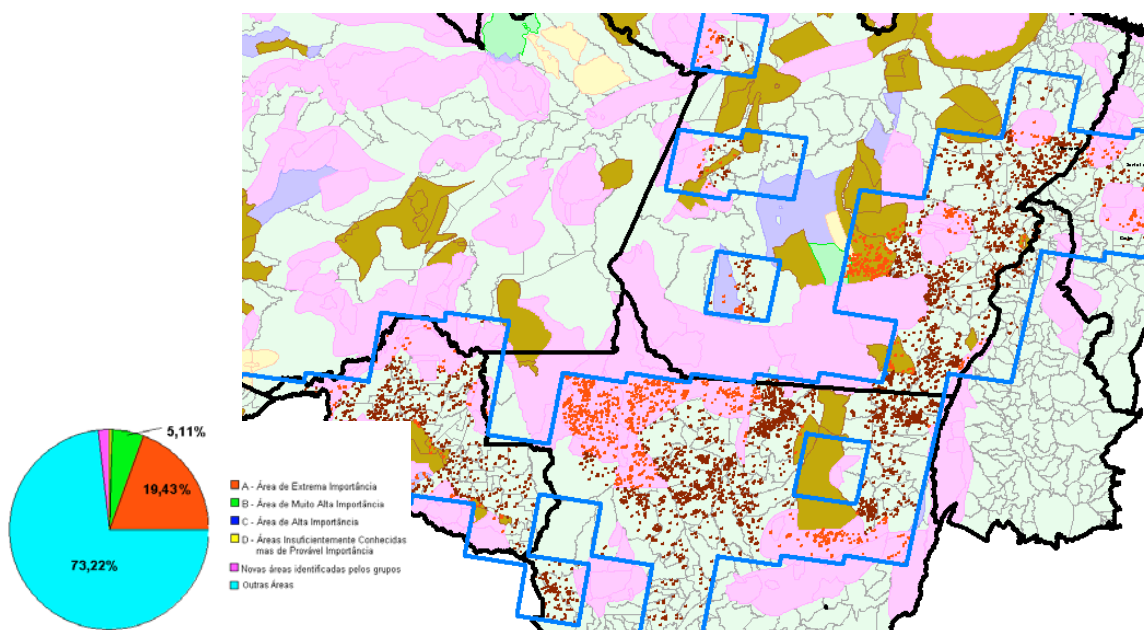 5,11%
19,43%
73,22%
A - Área de Extrema Importância
B - Área de Muito Alta Importância
C - Área de Alta Importância
D - Áreas Insuficientemente Conhecidas
mas de Provável Importância
Novas áreas identificadas pelos grupos
Outras Áreas